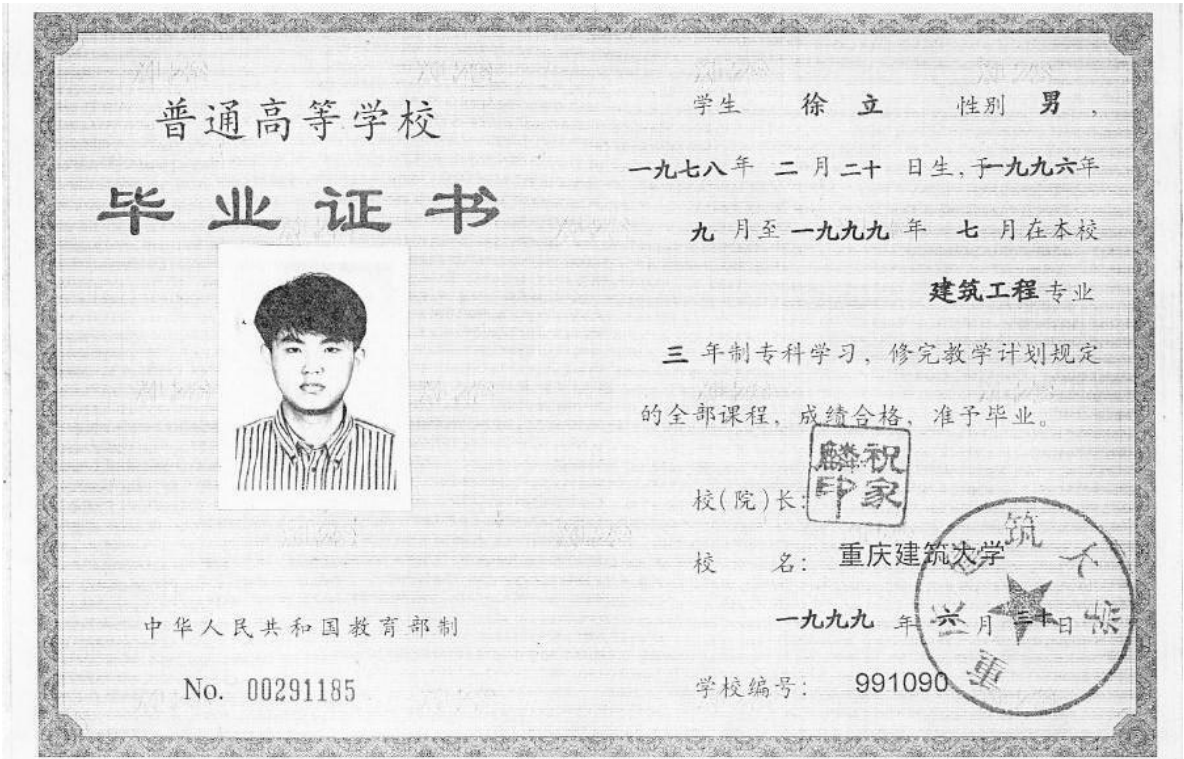 普通高等学校
毕业证书
中华人民共和国教育部制
No. 00291185
学生 徐立 性别 男，
一九七八年 二 月二十 日生，于一九九六年
九 月至 一九九九 年 七 月在本校
建筑工程专业
三 年制专科学习，修完教学计划规定
的全部课程，成绩合格，准予毕业。
校(院)长：
祝家麟印
校 名： 重庆建筑大学
一九九九 年 六 月 三十日
学校编号： 991090
重庆建筑大学